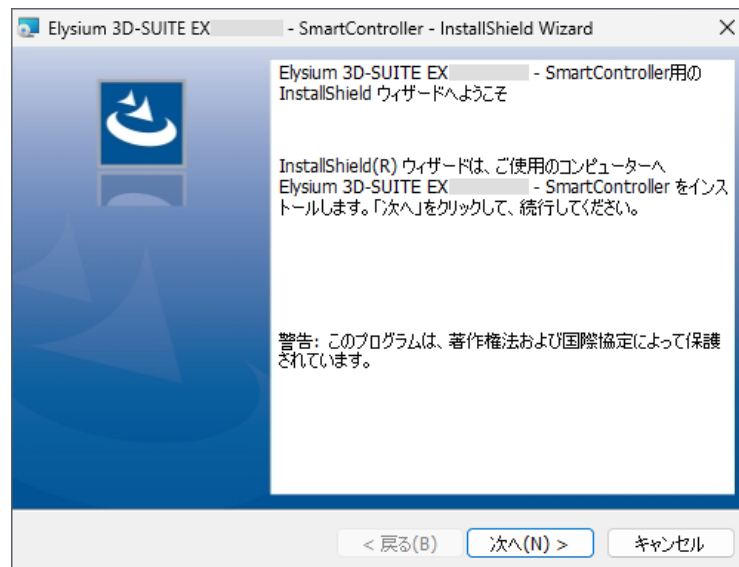 Elysium 3D-SUITE EX - SmartController - InstallShield Wizard
Elysium 3D-SUITE EX - SmartController用の
InstallShield ウィザードへようこそ
InstallShield(R) ウィザードは、ご使用のコンピューターへ
Elysium 3D-SUITE EX - SmartController をインス
トールします。「次へ」をクリックして、続行してください。
警告: このプログラムは、著作権法および国際協定によって保護
されています。
< 戻る(B) 次へ(N) > キャンセル